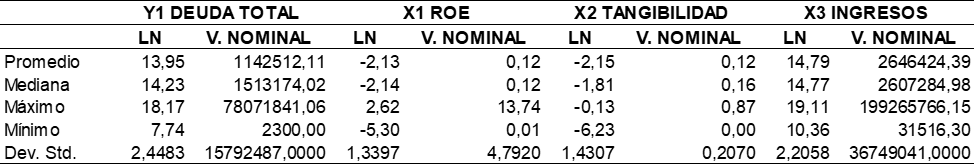 Y1 DEUDA TOTAL X1 ROE X2 TANGIBILIDAD X3 INGRESOS
LN V. NOMINAL LN V. NOMINAL LN V. NOMINAL LN V. NOMINAL
Promedio 13,95 1142512,11 -2,13 0,12 -2,15 0,12 14,79 2646424,39
Mediana 14,23 1513174,02 -2,14 0,12 -1,81 0,16 14,77 2607284,98
Máximo 18,17 78071841,06 2,62 13,74 -0,13 0,87 19,11 199265766,15
Mínimo 7,74 2300,00 -5,30 0,01 -6,23 0,00 10,36 31516,30
Dev. Std. 2,4483 15792487,0000 1,3397 4,7920 1,4307 0,2070 2,2058 36749041,0000